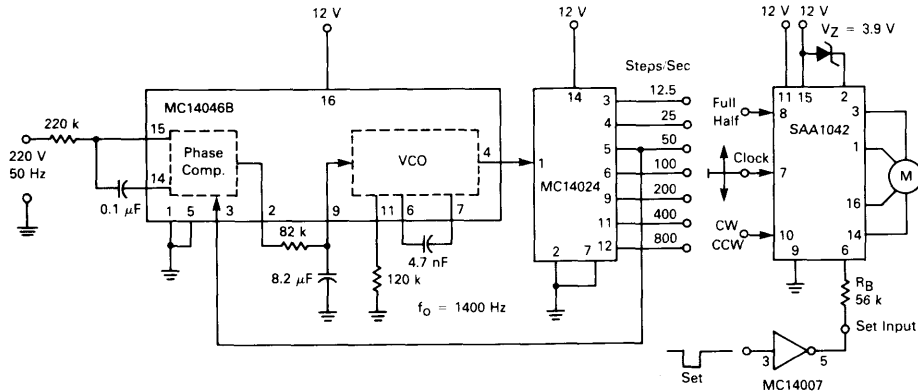 12 V
12 V
12 V
12 V
V_Z = 3.9 V
Steps/Sec
MC14046B
16
14
3
12.5
11
15
2
220 k
15
4
25
Full
Half
8
SAA1042
3
Phase
Comp.
VCO
4
1
5
50
1
220 V
50 Hz
14
MC14024
6
100
Clock
7
M
0.1 μF
9
200
16
1
5
3
2
9
11
6
7
11
400
CW
CCW
10
14
82 k
4.7 nF
12
800
9
6
2
7
8.2 μF
120 k
R_B
56 k
f_o = 1400 Hz
Set Input
Set
3
5
MC14007